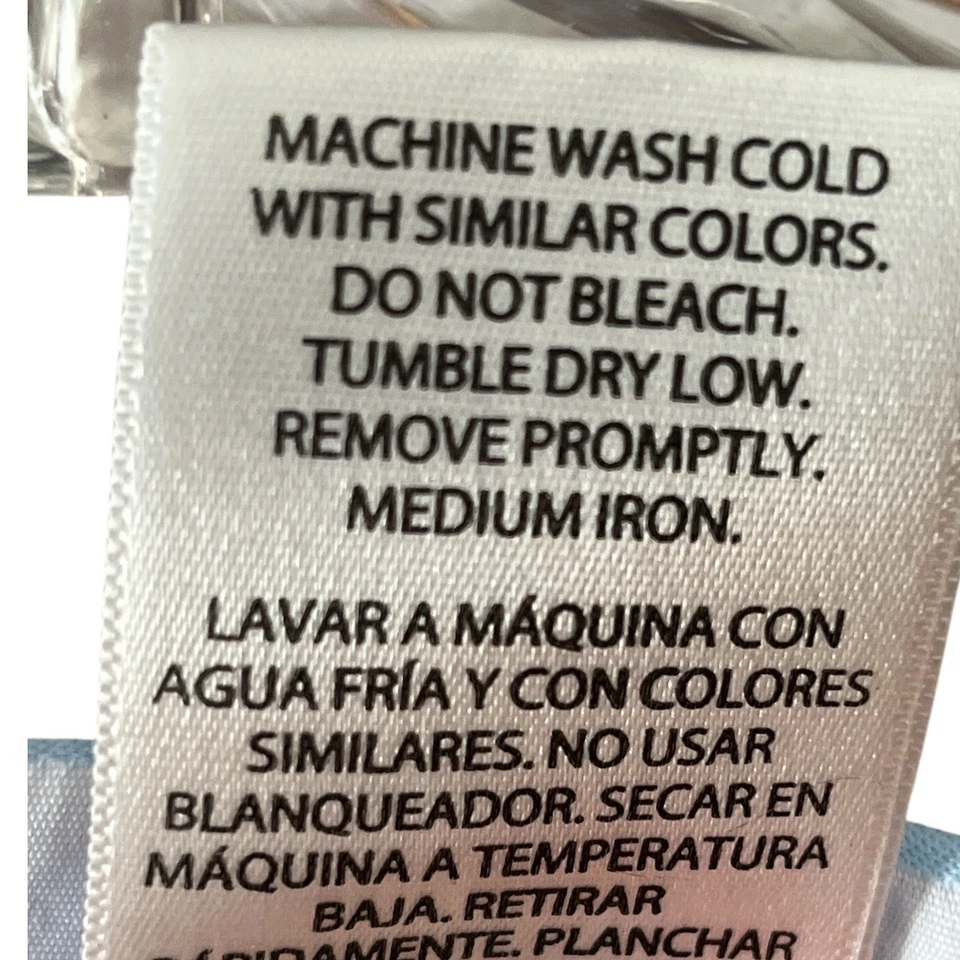 MACHINE WASH COLD
WITH SIMILAR COLORS.
DO NOT BLEACH.
TUMBLE DRY LOW.
REMOVE PROMPTLY.
MEDIUM IRON.
LAVAR A MÁQUINA CON
AGUA FRÍA Y CON COLORES
SIMILARES. NO USAR
BLANQUEADOR. SECAR EN
MÁQUINA A TEMPERATURA
BAJA. RETIRAR
RÁPIDAMENTE. PLANCHAR